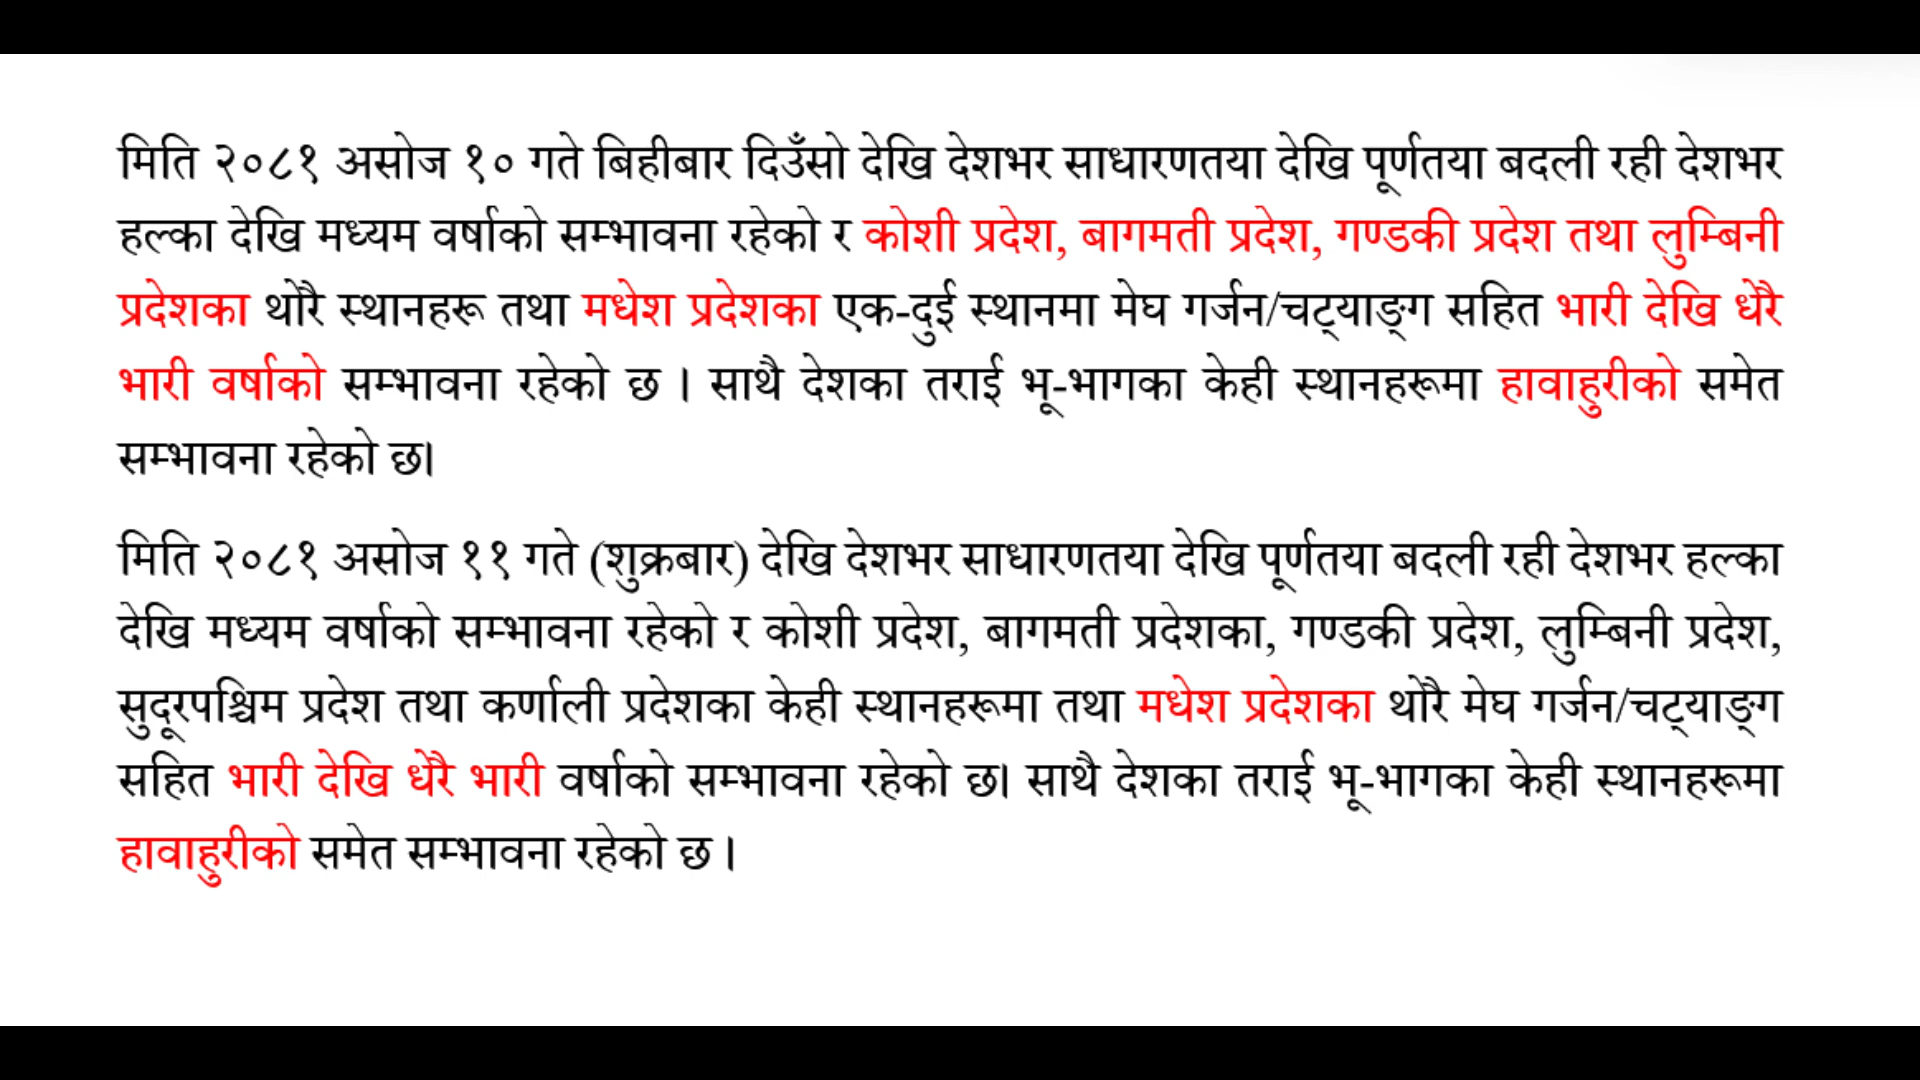 मिति २०८१ असोज १० गते बिहीबार दिउँसो देखि देशभर साधारणतया देखि पूर्णतया बदली रही देशभर
हल्का देखि मध्यम वर्षाको सम्भावना रहेको र कोशी प्रदेश, बागमती प्रदेश, गण्डकी प्रदेश तथा लुम्बिनी
प्रदेशका थोरै स्थानहरू तथा मधेश प्रदेशका एक-दुई स्थानमा मेघ गर्जन/चट्याङ्ग सहित भारी देखि धेरै
भारी वर्षाको सम्भावना रहेको छ । साथै देशका तराई भू-भागका केही स्थानहरूमा हावाहुरीको समेत
सम्भावना रहेको छ।
मिति २०८१ असोज ११ गते (शुक्रबार) देखि देशभर साधारणतया देखि पूर्णतया बदली रही देशभर हल्का
देखि मध्यम वर्षाको सम्भावना रहेको र कोशी प्रदेश, बागमती प्रदेशका, गण्डकी प्रदेश, लुम्बिनी प्रदेश,
सुदूरपश्चिम प्रदेश तथा कर्णाली प्रदेशका केही स्थानहरूमा तथा मधेश प्रदेशका थोरै मेघ गर्जन/चट्याङ्ग
सहित भारी देखि धेरै भारी वर्षाको सम्भावना रहेको छ। साथै देशका तराई भू-भागका केही स्थानहरूमा
हावाहुरीको समेत सम्भावना रहेको छ ।